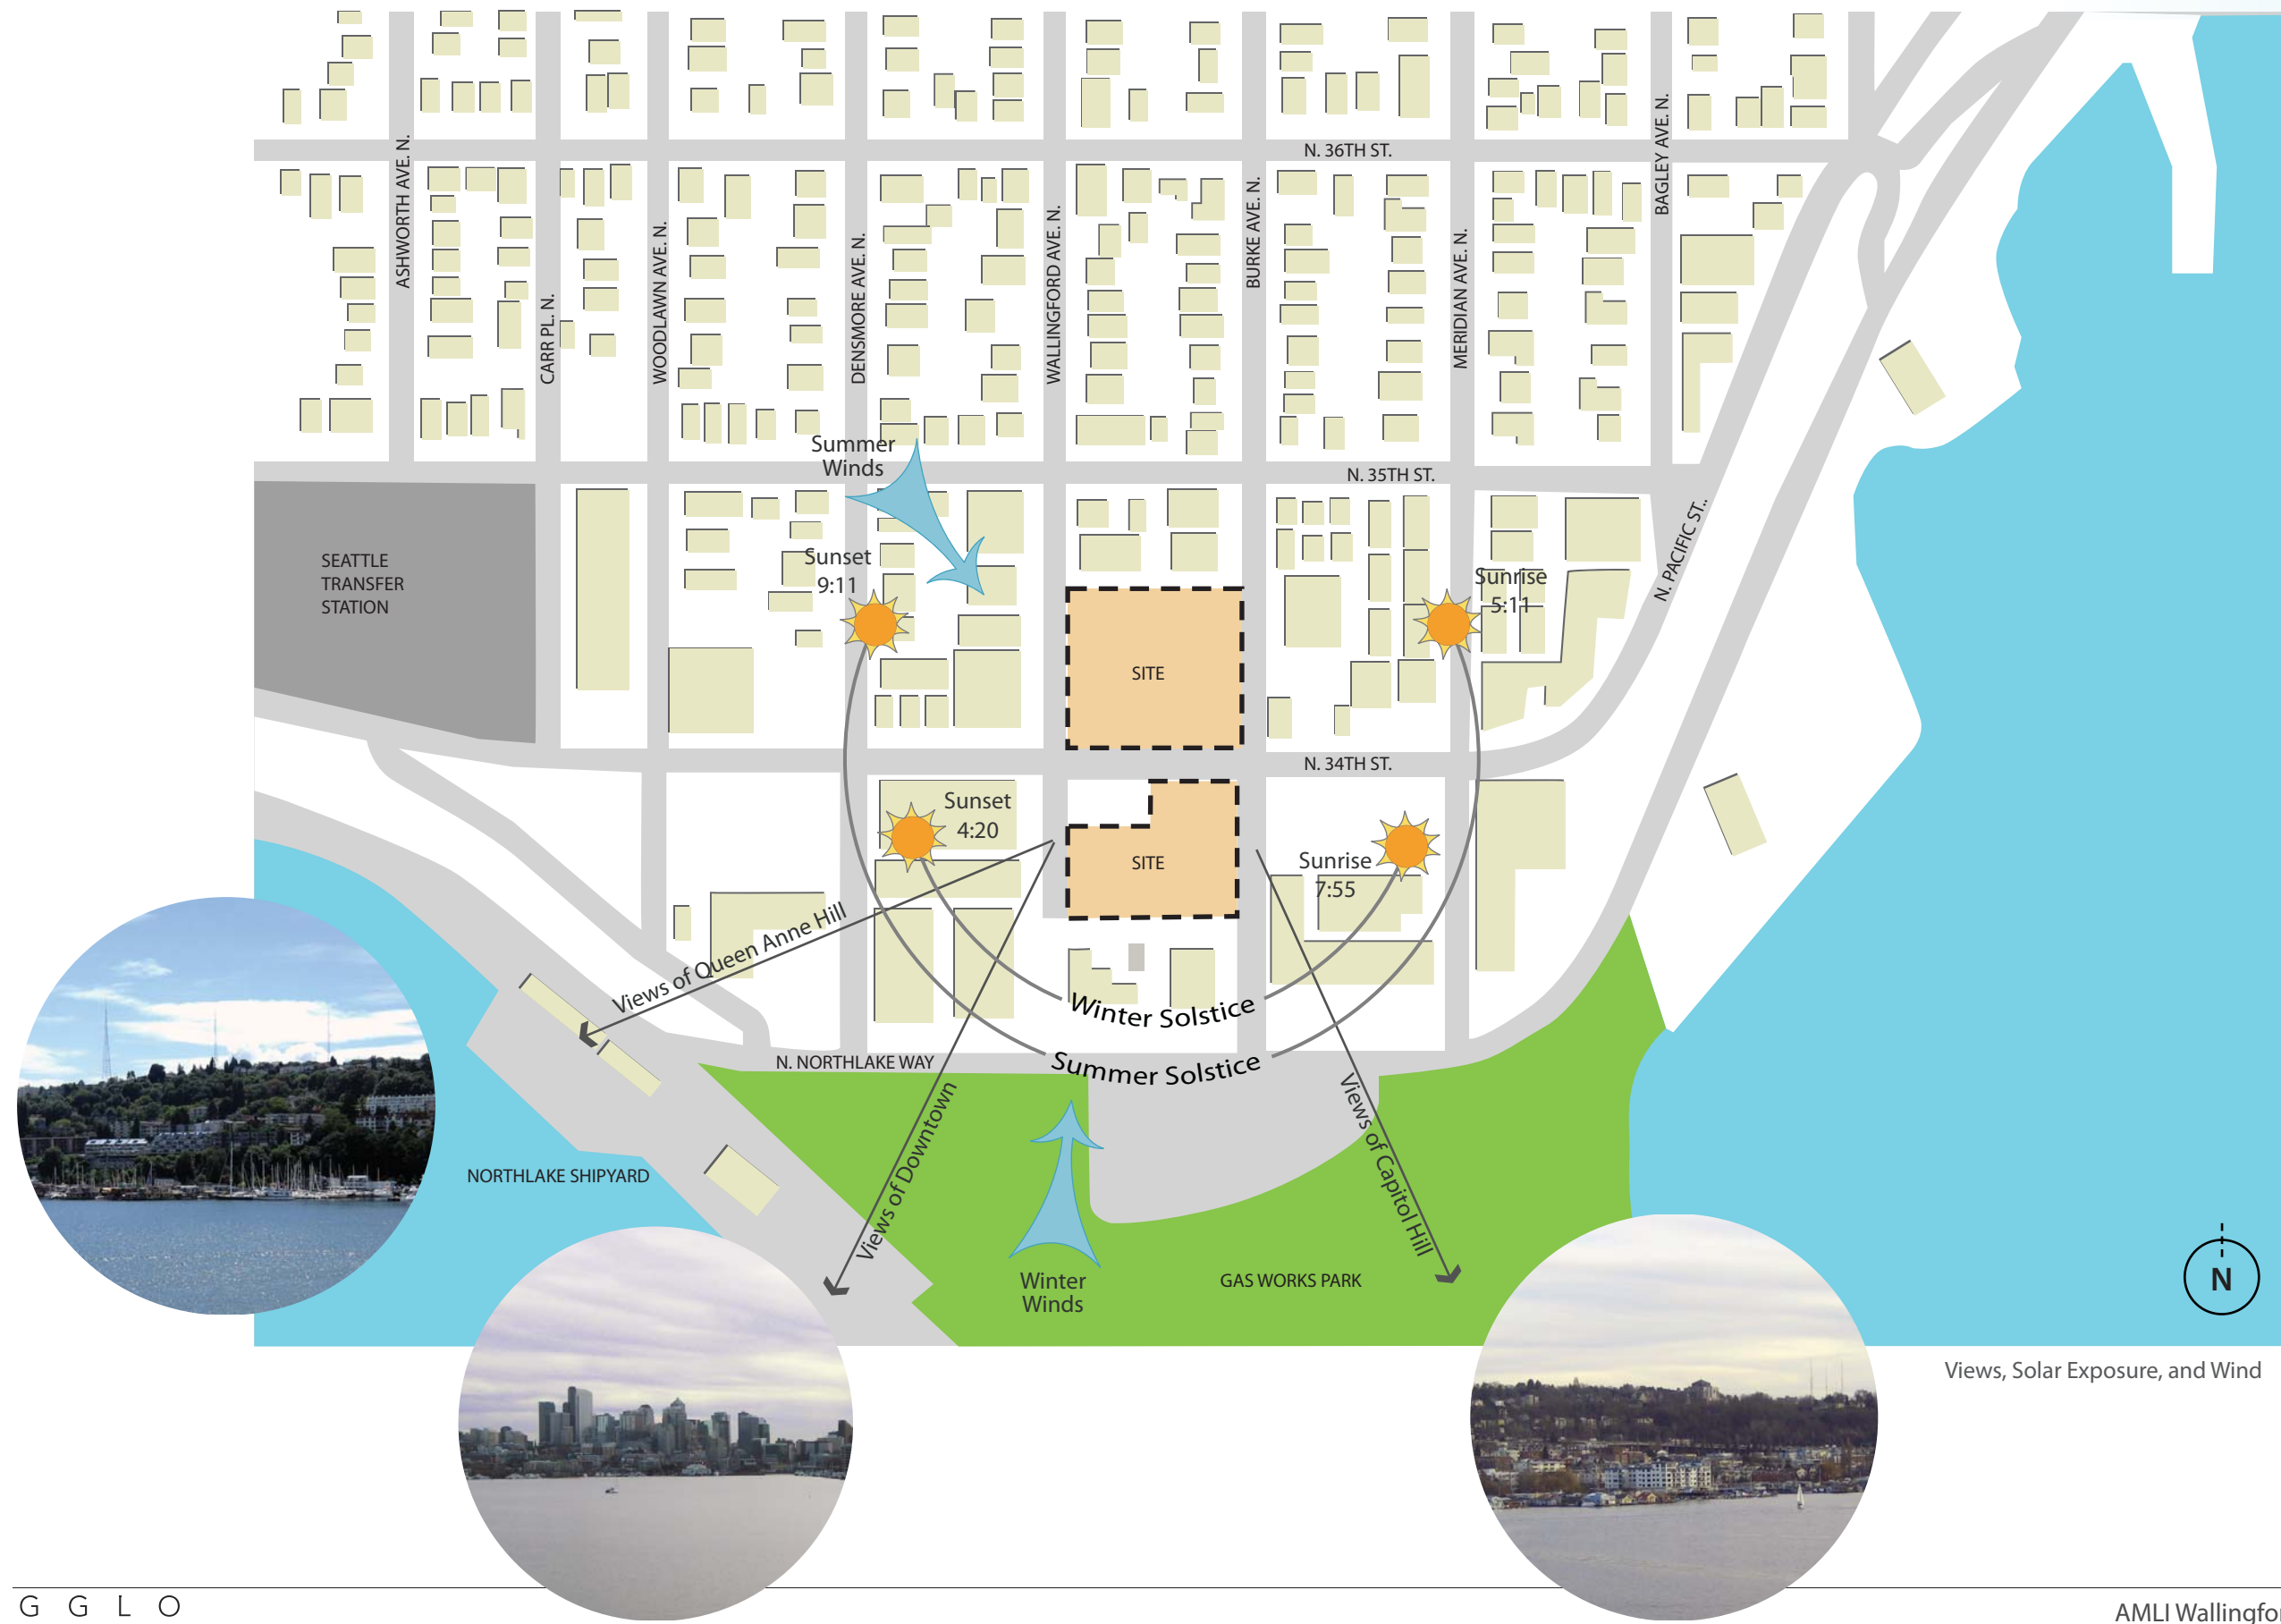 N. 36TH ST.
ASHWORTH AVE. N.
CARR PL. N.
WOODLAWN AVE. N.
DENSMORE AVE. N.
WALLINGFORD AVE. N.
BURKE AVE. N.
MERIDIAN AVE. N.
BAGLEY AVE. N.
Summer
Winds
N. 35TH ST.
N. PACIFIC ST..
SEATTLE
TRANSFER
STATION
Sunset
9:11
Sunrise
5:11
SITE
N. 34TH ST.
Sunset
4:20
SITE
Sunrise
7:55
Views of Queen Anne Hill
Winter Solstice
N. NORTHLAKE WAY
Summer Solstice
Views of Downtown
Views of Capitol Hill
NORTHLAKE SHIPYARD
Winter
Winds
GAS WORKS PARK
N
Views, Solar Exposure, and Wind
G G L O
AMLI Wallingfo